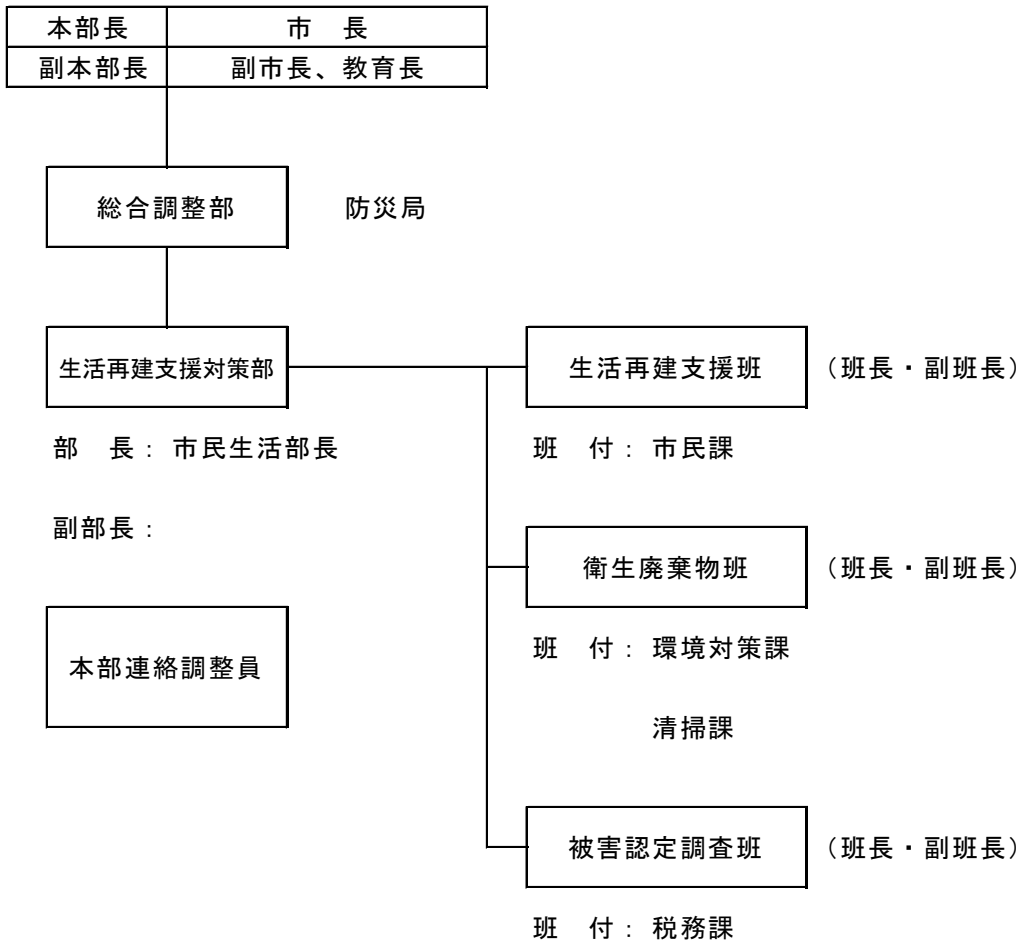 本部長 市 長
副本部長 副市長、教育長
総合調整部 防災局
生活再建支援対策部 生活再建支援班 （班長・副班長）
部 長： 市民生活部長 班 付： 市民課
副部長：
衛生廃棄物班 （班長・副班長）
班 付： 環境対策課
本部連絡調整員
清掃課
被害認定調査班 （班長・副班長）
班 付： 税務課